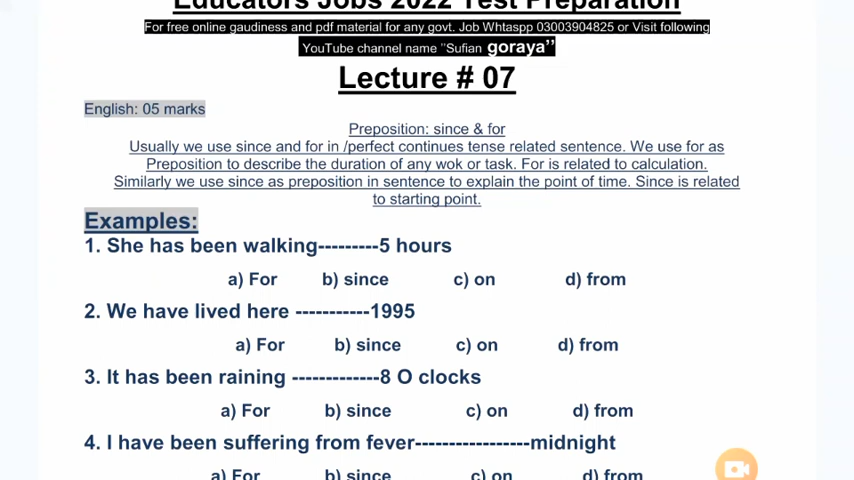 Educators Jobs 2022 Test Preparation
For free online gaudiness and pdf material for any govt. Job Whtaspp 03003904825 or Visit following
YouTube channel name "Sufian goraya"
Lecture # 07
English: 05 marks
Preposition: since & for
Usually we use since and for in /perfect continues tense related sentence. We use for as
Preposition to describe the duration of any wok or task. For is related to calculation.
Similarly we use since as preposition in sentence to explain the point of time. Since is related
to starting point.
Examples:
1. She has been walking---------5 hours
a) For b) since c) on d) from
2. We have lived here -----------1995
a) For b) since c) on d) from
3. It has been raining -------------8 O clocks
a) For b) since c) on d) from
4. I have been suffering from fever-----------------midnight
a) For b) since c) on d) from